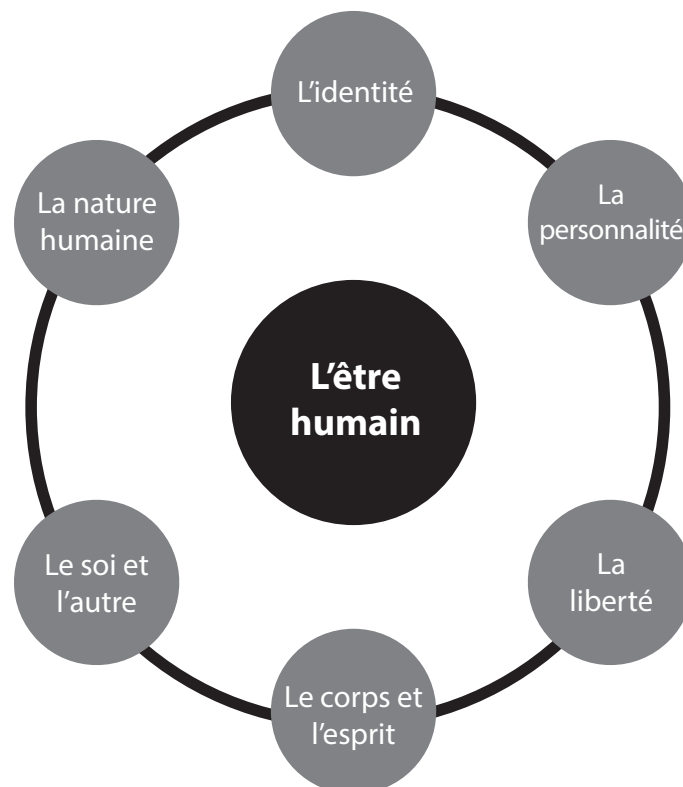 L'identité
La
personnalité
La
liberté
Le corps et
l'esprit
Le soi et
l'autre
La nature
humaine
L'être
humain